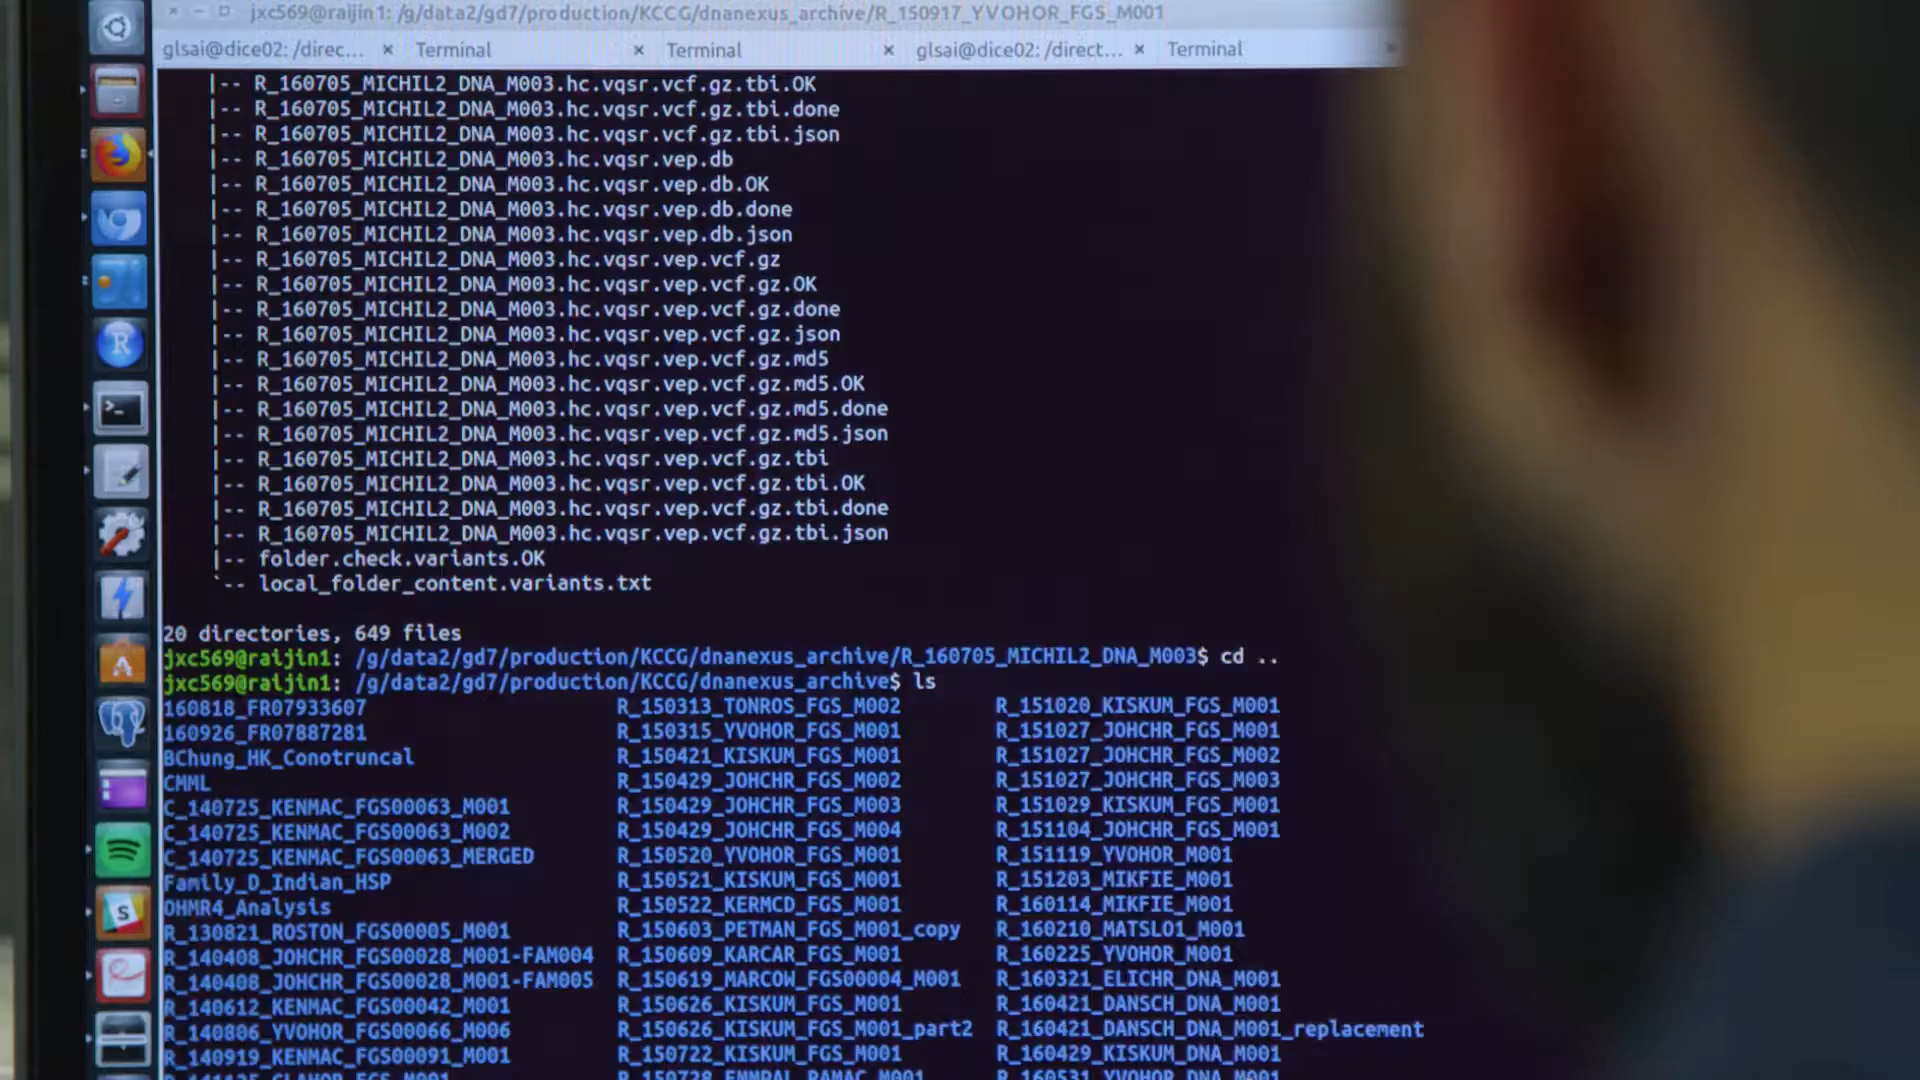 jxc569@raijin1: /g/data2/gd7/production/KCCG/dnanexus_archive/R_150917_YVOHOR_FGS_M001
glsai@dice02: /direc... × Terminal × Terminal × glsai@dice02: /direct... × Terminal
|-- R_160705_MICHIL2_DNA_M003.hc.vqsr.vcf.gz.tbi.OK
|-- R_160705_MICHIL2_DNA_M003.hc.vqsr.vcf.gz.tbi.done
|-- R_160705_MICHIL2_DNA_M003.hc.vqsr.vcf.gz.tbi.json
|-- R_160705_MICHIL2_DNA_M003.hc.vqsr.vep.db
|-- R_160705_MICHIL2_DNA_M003.hc.vqsr.vep.db.OK
|-- R_160705_MICHIL2_DNA_M003.hc.vqsr.vep.db.done
|-- R_160705_MICHIL2_DNA_M003.hc.vqsr.vep.db.json
|-- R_160705_MICHIL2_DNA_M003.hc.vqsr.vep.vcf.gz
|-- R_160705_MICHIL2_DNA_M003.hc.vqsr.vep.vcf.gz.OK
|-- R_160705_MICHIL2_DNA_M003.hc.vqsr.vep.vcf.gz.done
|-- R_160705_MICHIL2_DNA_M003.hc.vqsr.vep.vcf.gz.json
|-- R_160705_MICHIL2_DNA_M003.hc.vqsr.vep.vcf.gz.md5
|-- R_160705_MICHIL2_DNA_M003.hc.vqsr.vep.vcf.gz.md5.OK
|-- R_160705_MICHIL2_DNA_M003.hc.vqsr.vep.vcf.gz.md5.done
|-- R_160705_MICHIL2_DNA_M003.hc.vqsr.vep.vcf.gz.md5.json
|-- R_160705_MICHIL2_DNA_M003.hc.vqsr.vep.vcf.gz.tbi
|-- R_160705_MICHIL2_DNA_M003.hc.vqsr.vep.vcf.gz.tbi.OK
|-- R_160705_MICHIL2_DNA_M003.hc.vqsr.vep.vcf.gz.tbi.done
|-- R_160705_MICHIL2_DNA_M003.hc.vqsr.vep.vcf.gz.tbi.json
|-- folder.check.variants.OK
`-- local_folder_content.variants.txt
20 directories, 649 files
jxc569@raijin1: /g/data2/gd7/production/KCCG/dnanexus_archive/R_160705_MICHIL2_DNA_M003$ cd ..
jxc569@raijin1: /g/data2/gd7/production/KCCG/dnanexus_archive$ ls
160818_FR07933607 R_150313_TONROS_FGS_M002 R_151020_KISKUM_FGS_M001
160926_FR07887281 R_150315_YVOHOR_FGS_M001 R_151027_JOHCHR_FGS_M001
BChung_HK_Conotruncal R_150421_KISKUM_FGS_M001 R_151027_JOHCHR_FGS_M002
CMML R_150429_JOHCHR_FGS_M002 R_151027_JOHCHR_FGS_M003
C_140725_KENMAC_FGS00063_M001 R_150429_JOHCHR_FGS_M003 R_151029_KISKUM_FGS_M001
C_140725_KENMAC_FGS00063_M002 R_150429_JOHCHR_FGS_M004 R_151104_JOHCHR_FGS_M001
C_140725_KENMAC_FGS00063_MERGED R_150520_YVOHOR_FGS_M001 R_151119_YVOHOR_M001
Family_D_Indian_HSP R_150521_KISKUM_FGS_M001 R_151203_MIKFIE_M001
OHMR4_Analysis R_150522_KERMCD_FGS_M001 R_160114_MIKFIE_M001
R_130821_ROSTON_FGS00005_M001 R_150603_PETMAN_FGS_M001_copy R_160210_MATSLO1_M001
R_140408_JOHCHR_FGS00028_M001-FAM004 R_150609_KARCAR_FGS_M001 R_160225_YVOHOR_M001
R_140408_JOHCHR_FGS00028_M001-FAM005 R_150619_MARCOW_FGS00004_M001 R_160321_ELICHR_DNA_M001
R_140612_KENMAC_FGS00042_M001 R_150626_KISKUM_FGS_M001 R_160421_DANSCH_DNA_M001
R_140806_YVOHOR_FGS00066_M006 R_150626_KISKUM_FGS_M001_part2 R_160421_DANSCH_DNA_M001_replacement
R_140919_KENMAC_FGS00091_M001 R_150722_KISKUM_FGS_M001 R_160429_KISKUM_DNA_M001
R_160531_YVOHOR_DNA_M001